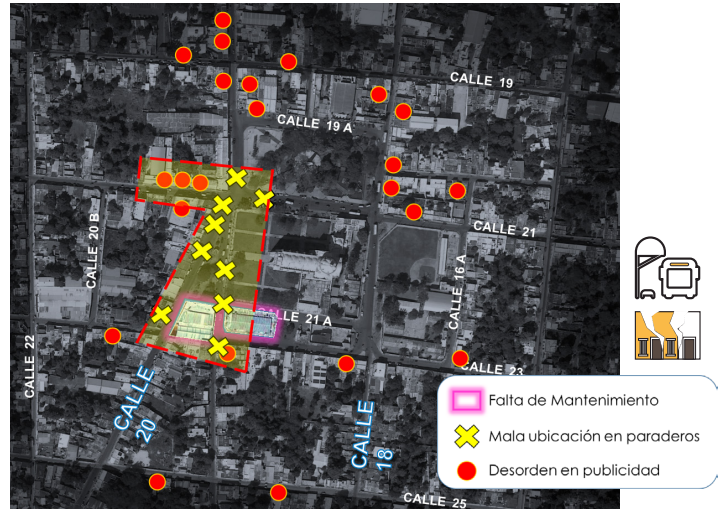 CALLE 19
CALLE 19 A
CALLE 21
CALLE 20 B
CALLE 16 A
LLE 21 A
CALLE 22
CALLE 23
CALLE
20
CALLE
18
CALLE 25
Falta de Mantenimiento
Mala ubicación en paraderos
Desorden en publicidad